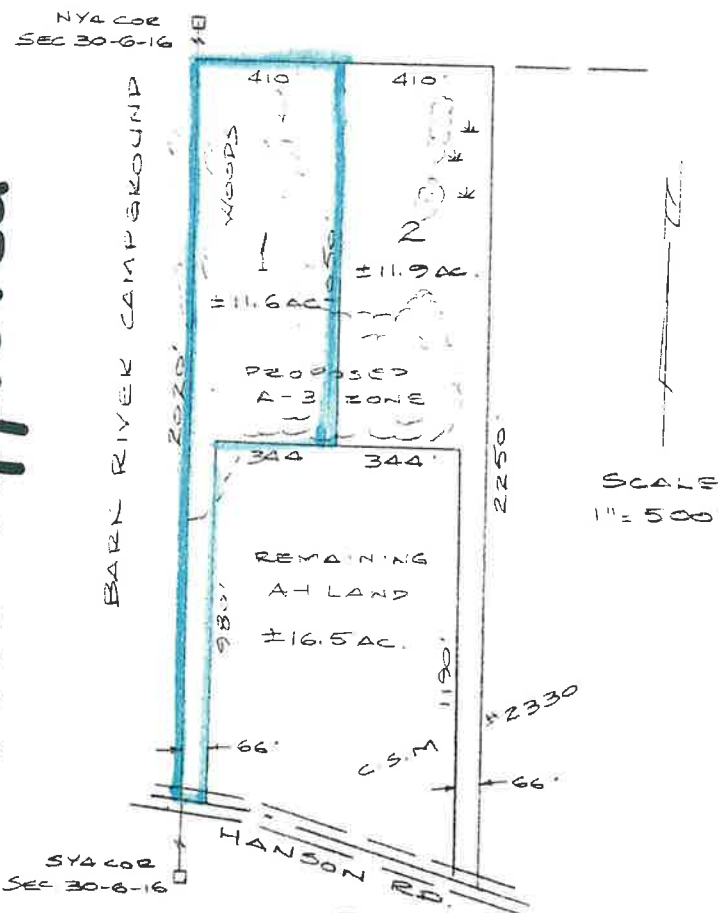 N 1/4 COR
SEC 30-6-16
410'
410'
BARK RIVER CAMPGROUND
WOODS
1
±11.6 AC.
2
±11.9 AC.
PROPOSED
A-3 ZONE
2020'
344'
344'
2250'
SCALE
1" = 500'
REMAINING
A-1 LAND
±16.5 AC.
980'
1190'
C.S.M
#2330
66'
66'
HANSON RD.
S 1/4 COR
SEC 30-6-16